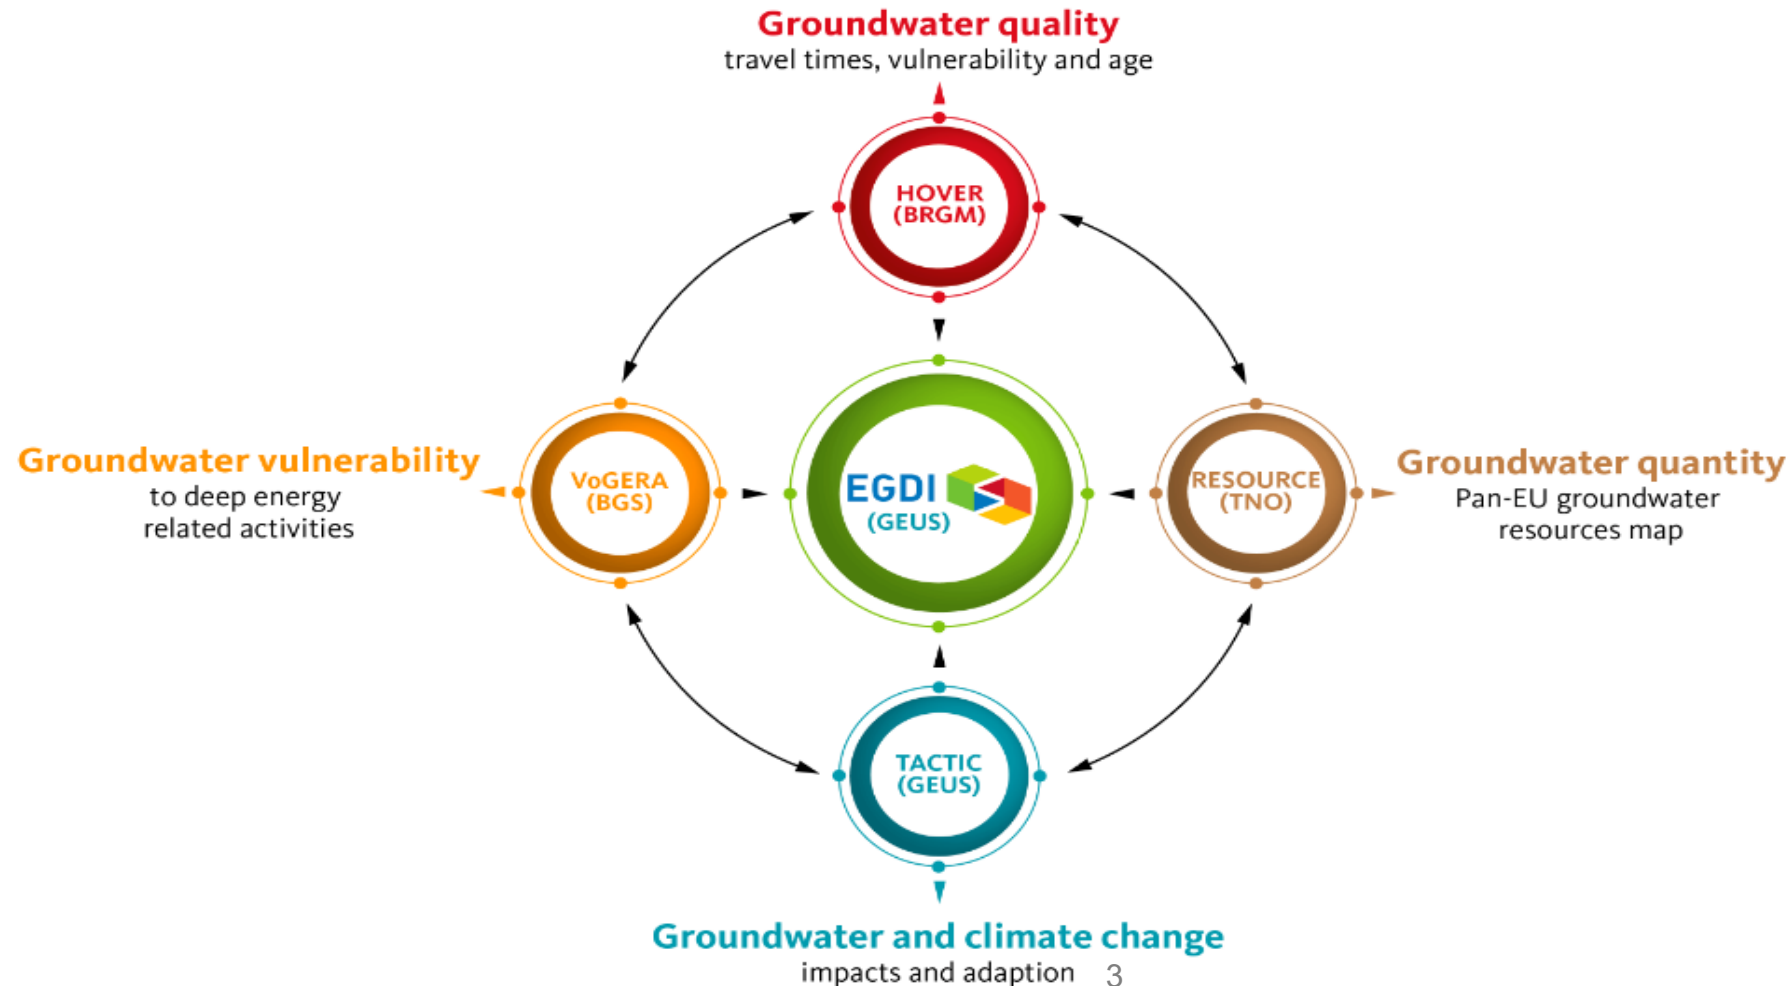 Groundwater quality
travel times, vulnerability and age
HOVER
(BRGM)
Groundwater vulnerability
to deep energy
related activities
VoGERA
(BGS)
EGDI
(GEUS)
RESOURCE
(TNO)
Groundwater quantity
Pan-EU groundwater
resources map
TACTIC
(GEUS)
Groundwater and climate change
impacts and adaption
3